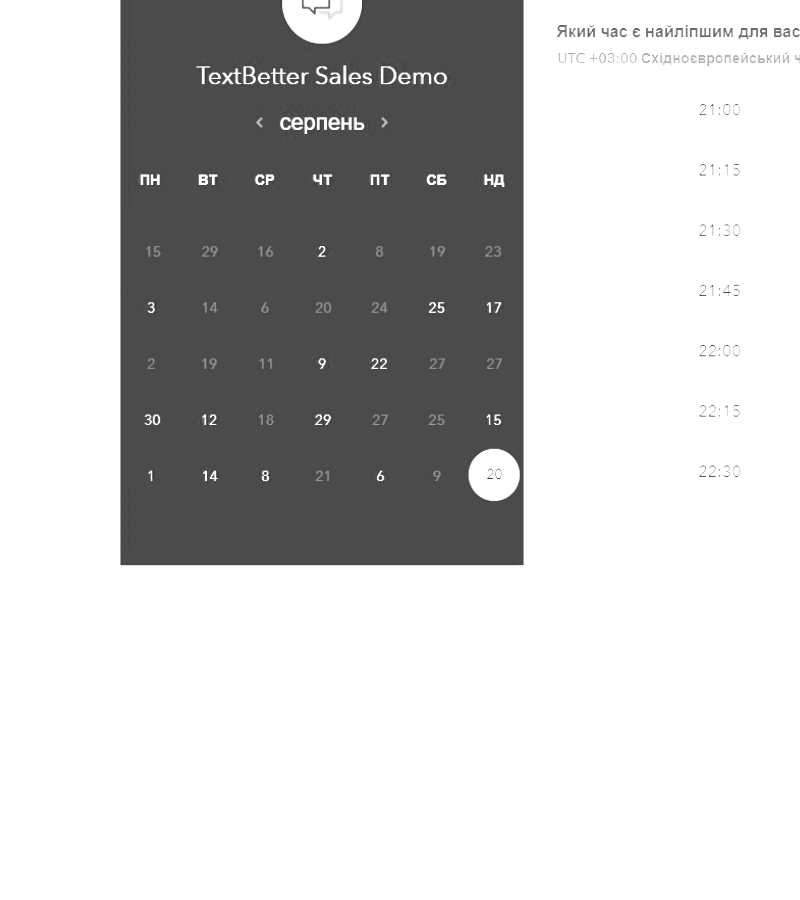 TextBetter Sales Demo
‹ серпень ›
ПН ВТ СР ЧТ ПТ СБ НД
15 29 16 2 8 19 23
3 14 6 20 24 25 17
2 19 11 9 22 27 27
30 12 18 29 27 25 15
1 14 8 21 6 9 20
Який час є найліпшим для вас
UTC +03:00 Східноєвропейський ч
21:00
21:15
21:30
21:45
22:00
22:15
22:30